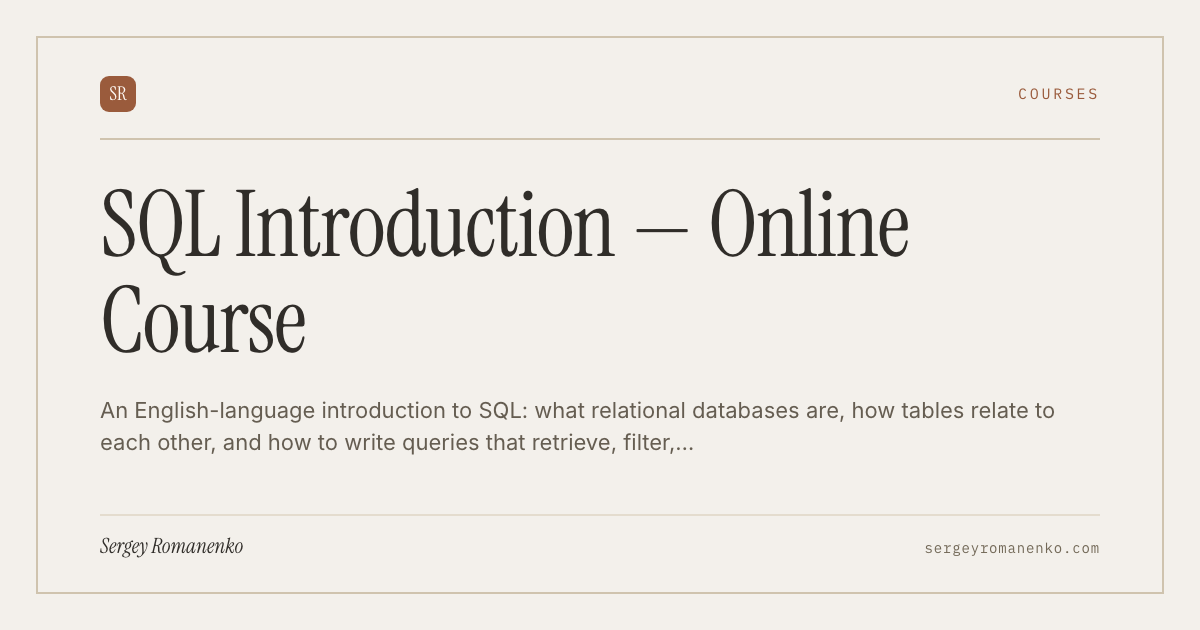 SR
COURSES
SQL Introduction — Online
Course
An English-language introduction to SQL: what relational databases are, how tables relate to
each other, and how to write queries that retrieve, filter,...
Sergey Romanenko
sergeyromanenko.com